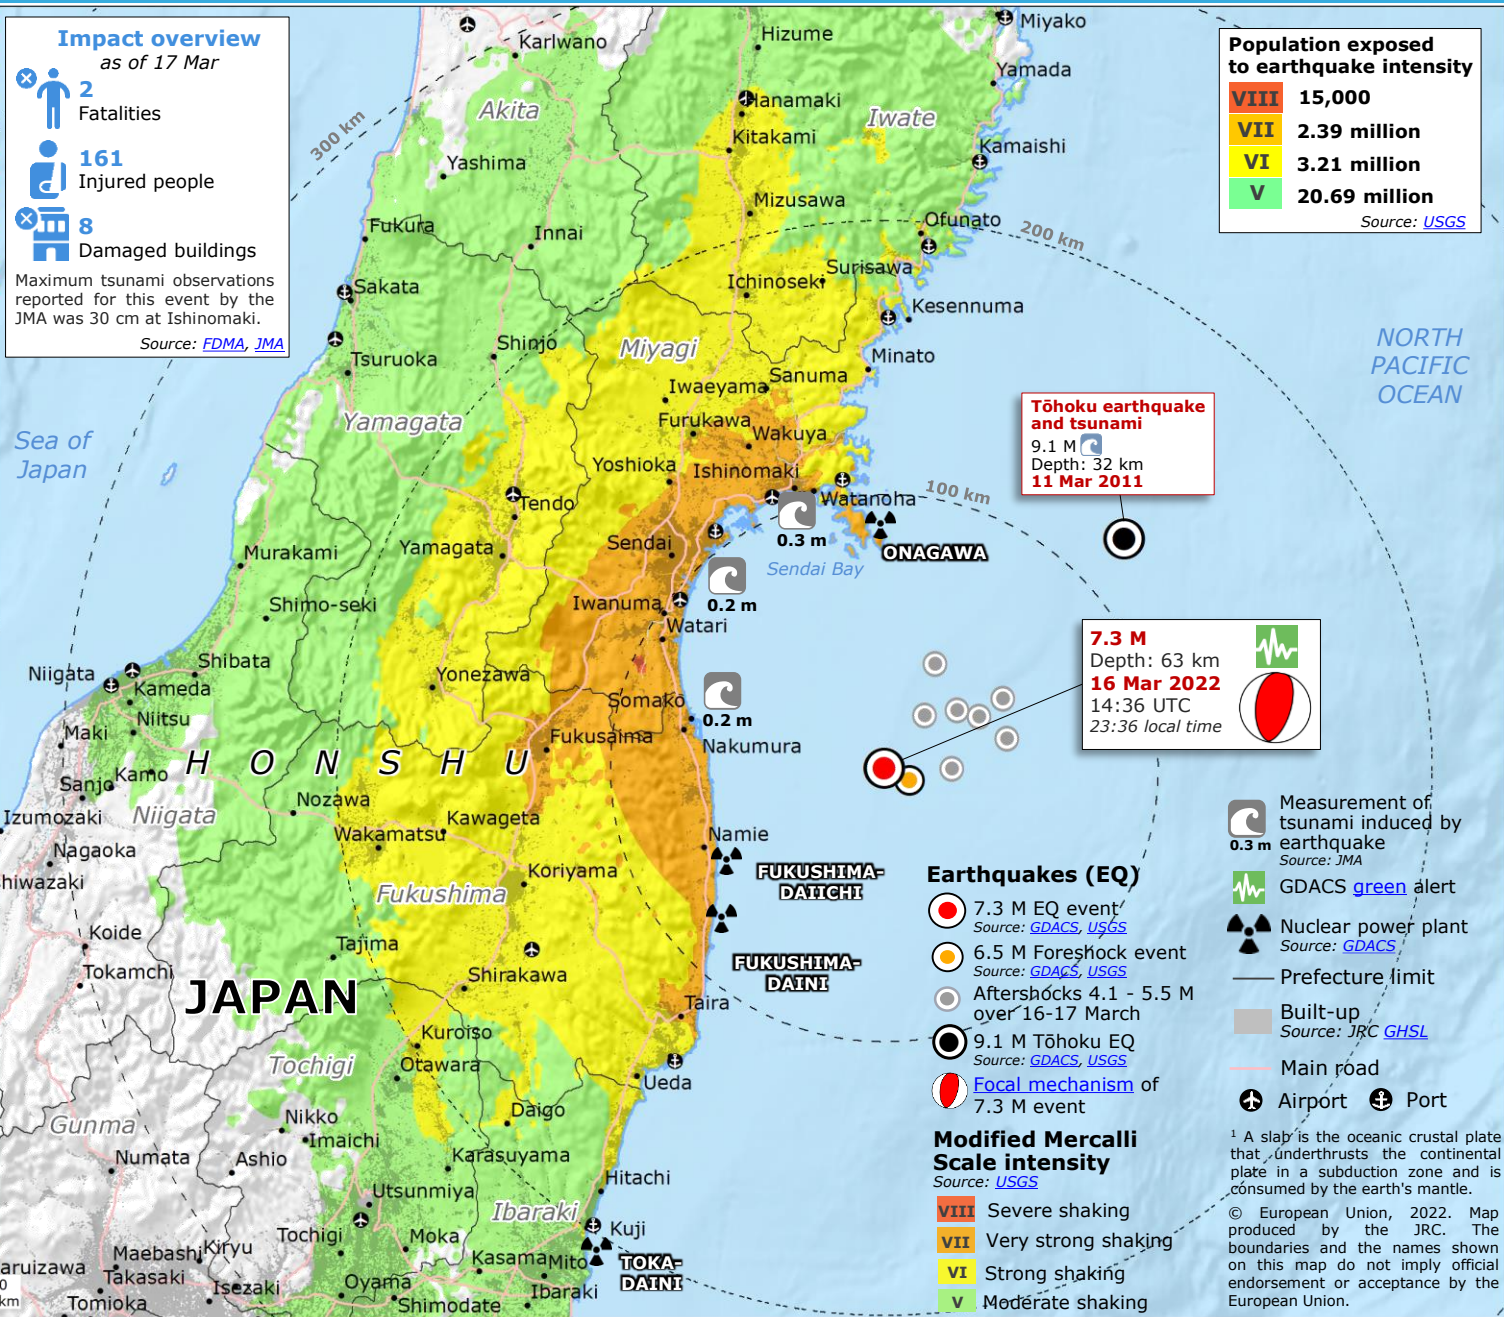 Impact overview
as of 17 Mar
2
Fatalities
161
Injured people
8
Damaged buildings
Maximum tsunami observations
reported for this event by the
JMA was 30 cm at Ishinomaki.
Source: FDMA, JMA
Population exposed
to earthquake intensity
VIII 15,000
VII 2.39 million
VI 3.21 million
V 20.69 million
Source: USGS
Karlwano
Hizume
Miyako
Yamada
Akita
Hanamaki
Iwate
300 km
Kitakami
Kamaishi
Yashima
Mizusawa
Fukura
Innai
Ofunato
200 km
Sakata
Ichinoseki
Surisawa
Kesennuma
Tsuruoka
Shinjo
Miyagi
Minato
NORTH
PACIFIC
OCEAN
Iwaeyama
Sanuma
Yamagata
Furukawa
Wakuya
Tōhoku earthquake
and tsunami
9.1 M
Depth: 32 km
11 Mar 2011
Sea of
Japan
Yoshioka
Ishinomaki
Watanoha
100 km
Tendo
0.3 m
Murakami
Yamagata
Sendai
ONAGAWA
Sendai Bay
Shimo-seki
Iwanuma
0.2 m
Watari
7.3 M
Depth: 63 km
16 Mar 2022
14:36 UTC
23:36 local time
Niigata
Shibata
Kameda
Yonezawa
Somako
0.2 m
Niitsu
Maki
Fukusaima
Nakumura
HONSHU
Sanjo
Kamo
Nozawa
Izumozaki
Niigata
Wakamatsu
Kawageta
Namie
Nagaoka
hiwazaki
Koriyama
FUKUSHIMA-
DAIICHI
Fukushima
Koide
Tajima
FUKUSHIMA-
DAINI
Tokamchi
Shirakawa
JAPAN
Taira
Kuroiso
Tochigi
Otawara
Ueda
Nikko
Daigo
Gunma
Imaichi
Numata
Ashio
Karasuyama
Hitachi
Utsunmiya
Ibaraki
Tochigi
Moka
Kuji
Maebashi
Kiryu
Kasama
Mito
TOKA-
DAINI
aruizawa
Takasaki
Isezaki
Oyama
Ibaraki
0
km
Tomioka
Shimodate
Earthquakes (EQ)
7.3 M EQ event
Source: GDACS, USGS
6.5 M Foreshock event
Source: GDACS, USGS
Aftershocks 4.1 - 5.5 M
over 16-17 March
9.1 M Tōhoku EQ
Source: GDACS, USGS
Focal mechanism of
7.3 M event
Modified Mercalli
Scale intensity
Source: USGS
VIII Severe shaking
VII Very strong shaking
VI Strong shaking
V Moderate shaking
Measurement of
tsunami induced by
0.3 m earthquake
Source: JMA
GDACS green alert
Nuclear power plant
Source: GDACS
Prefecture limit
Built-up
Source: JRC GHSL
Main road
Airport Port
1 A slab is the oceanic crustal plate
that underthrusts the continental
plate in a subduction zone and is
consumed by the earth's mantle.
© European Union, 2022. Map
produced by the JRC. The
boundaries and the names shown
on this map do not imply official
endorsement or acceptance by the
European Union.